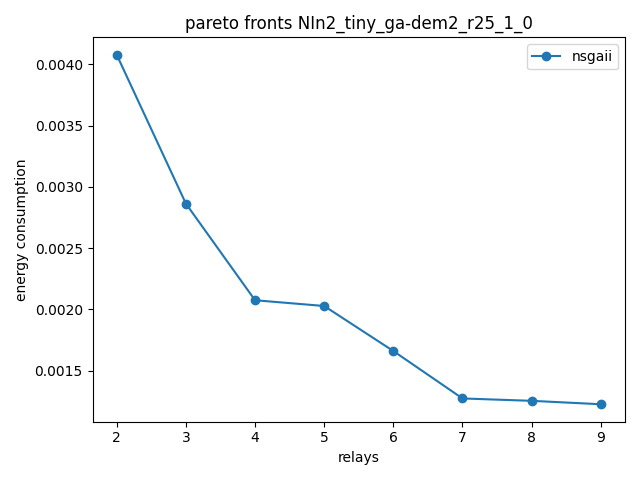 pareto fronts NIn2_tiny_ga-dem2_r25_1_0
nsgaii
energy consumption
0.0040
0.0035
0.0030
0.0025
0.0020
0.0015
2 3 4 5 6 7 8 9
relays